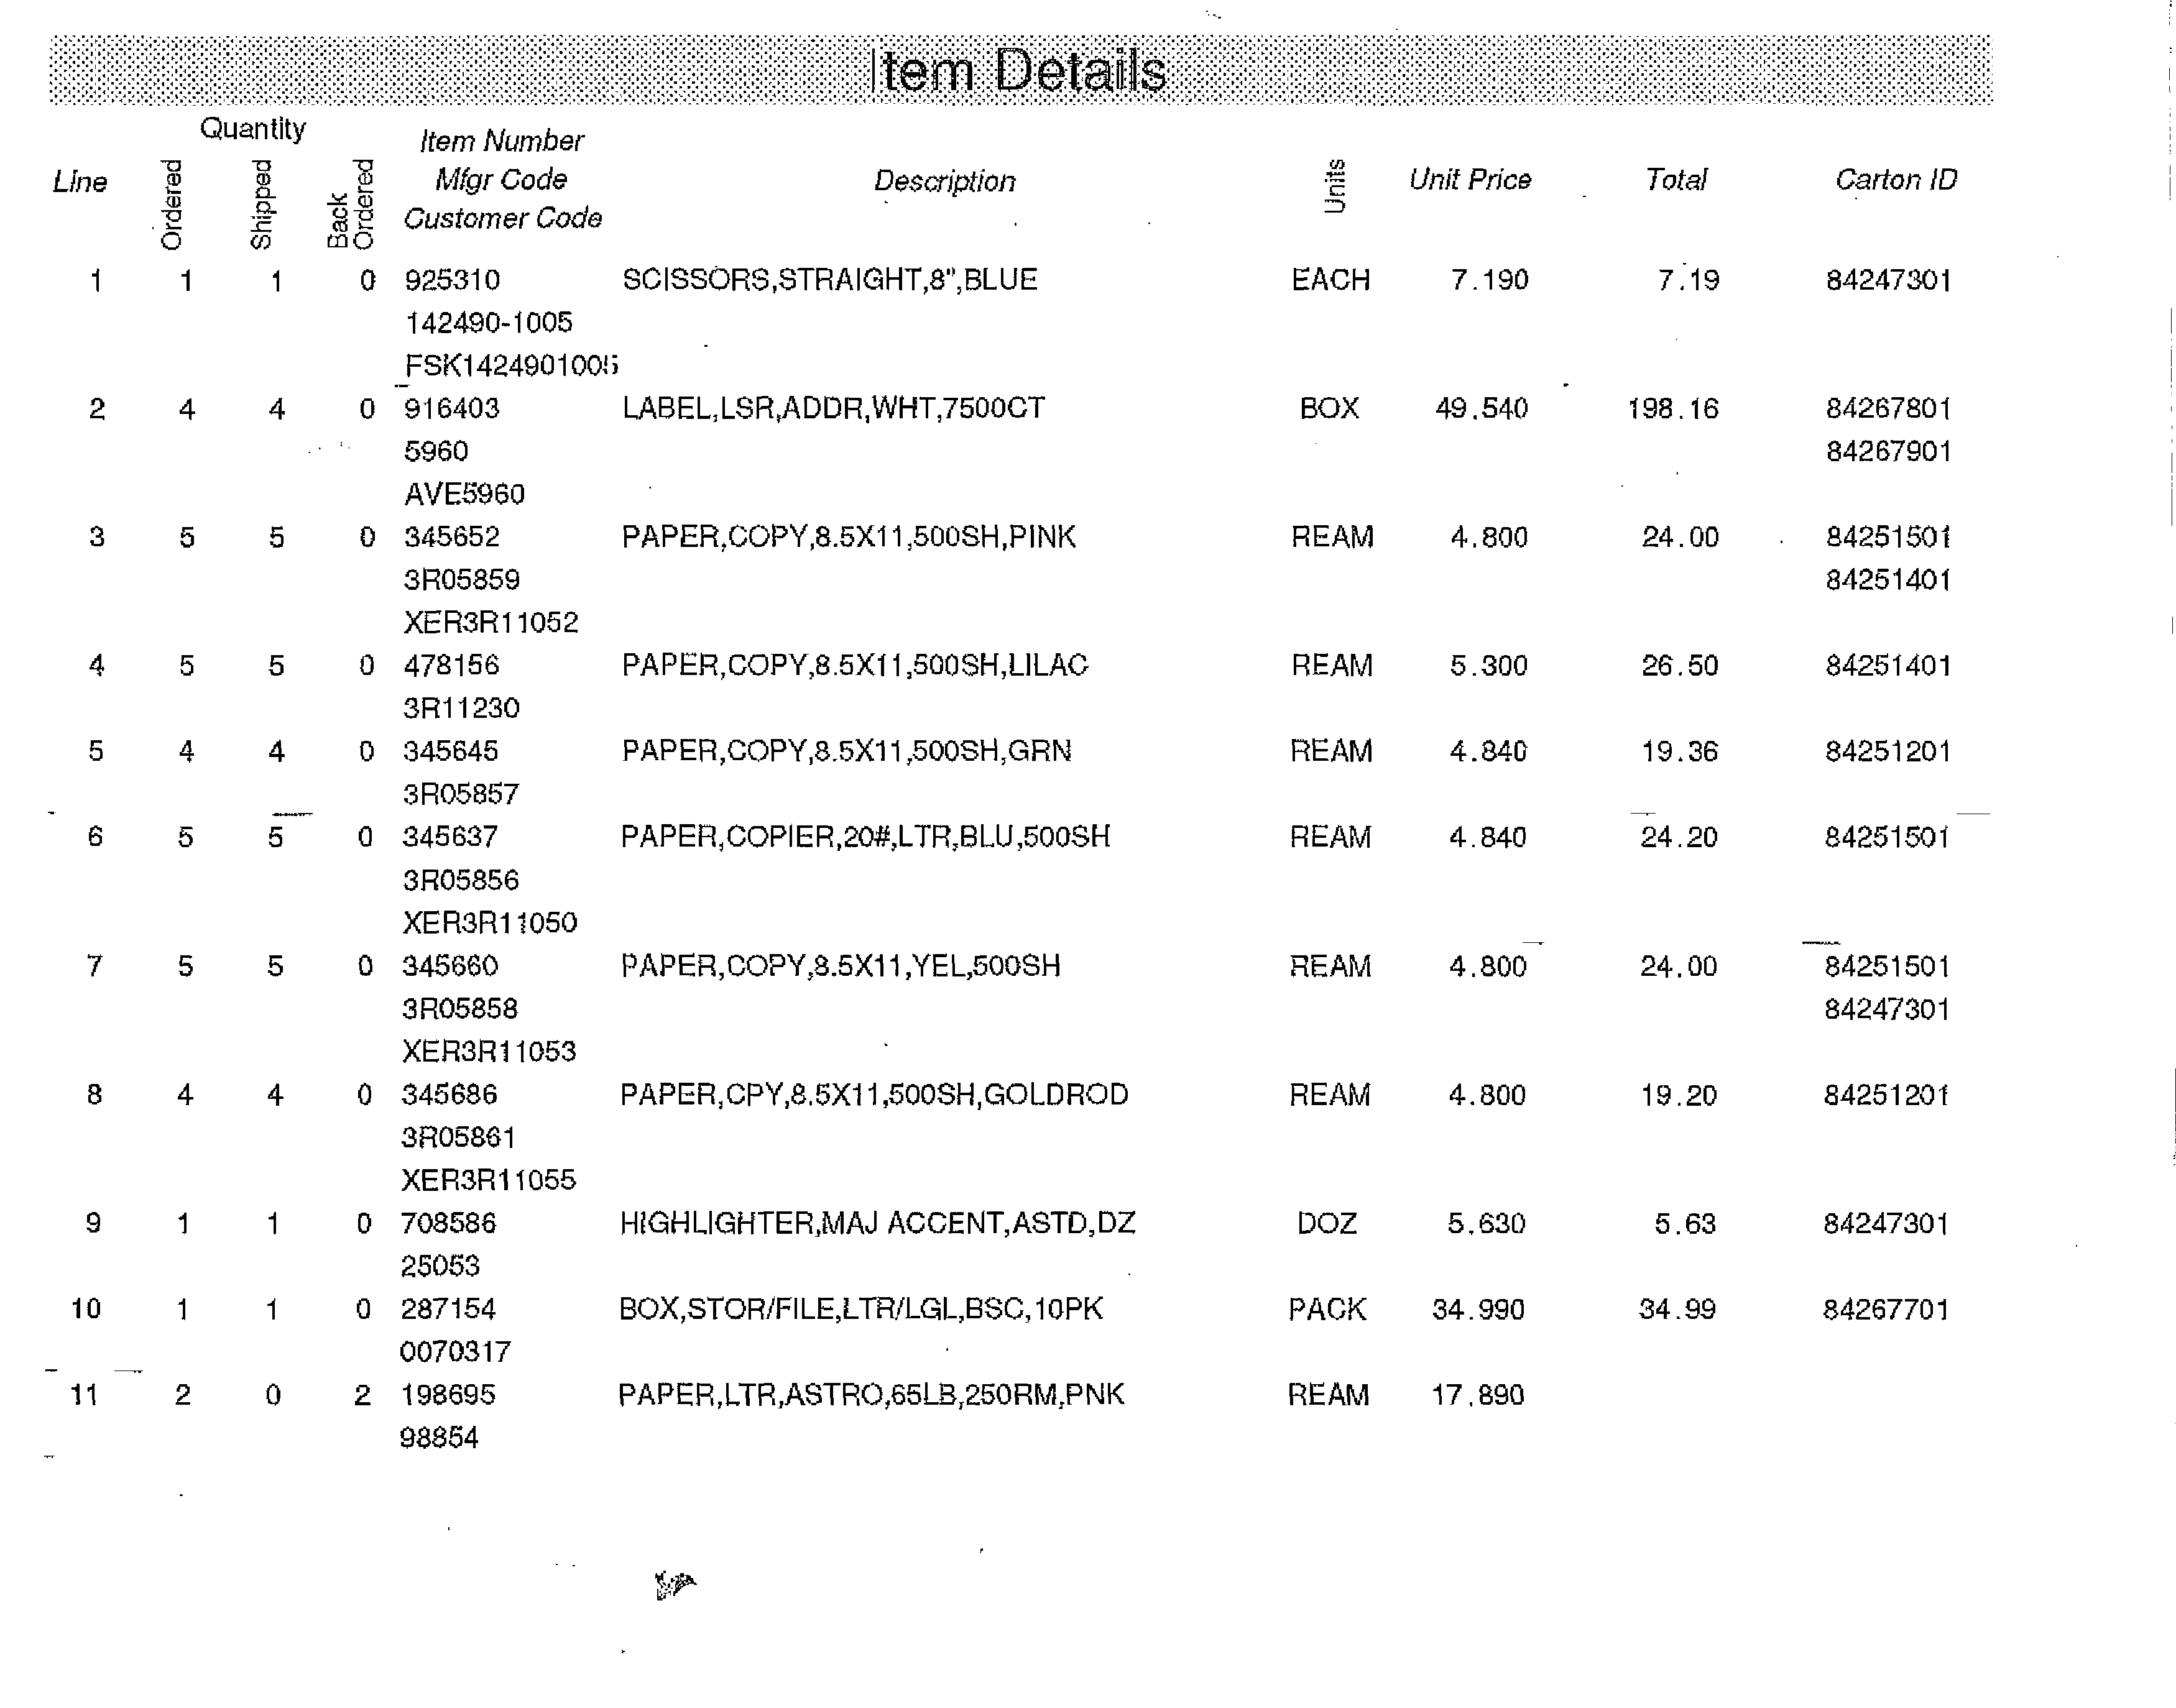 Item Details
Quantity
Line Ordered Shipped Back Ordered Item Number Mfgr Code Customer Code Description Units Unit Price Total Carton ID
1 1 1 0 925310 SCISSORS,STRAIGHT,8",BLUE EACH 7.190 7.19 84247301
142490-1005
FSK1424901005
2 4 4 0 916403 LABEL,LSR,ADDR,WHT,7500CT BOX 49.540 198.16 84267801
5960 84267901
AVE5960
3 5 5 0 345652 PAPER,COPY,8.5X11,500SH,PINK REAM 4.800 24.00 84251501
3R05859 84251401
XER3R11052
4 5 5 0 478156 PAPER,COPY,8.5X11,500SH,LILAC REAM 5.300 26.50 84251401
3R11230
5 4 4 0 345645 PAPER,COPY,8.5X11,500SH,GRN REAM 4.840 19.36 84251201
3R05857
6 5 5 0 345637 PAPER,COPIER,20#,LTR,BLU,500SH REAM 4.840 24.20 84251501
3R05856
XER3R11050
7 5 5 0 345660 PAPER,COPY,8.5X11,YEL,500SH REAM 4.800 24.00 84251501
3R05858 84247301
XER3R11053
8 4 4 0 345686 PAPER,CPY,8.5X11,500SH,GOLDROD REAM 4.800 19.20 84251201
3R05861
XER3R11055
9 1 1 0 708586 HIGHLIGHTER,MAJ ACCENT,ASTD,DZ DOZ 5.630 5.63 84247301
25053
10 1 1 0 287154 BOX,STOR/FILE,LTR/LGL,BSC,10PK PACK 34.990 34.99 84267701
0070317
11 2 0 2 198695 PAPER,LTR,ASTRO,65LB,250RM,PNK REAM 17.890
98854